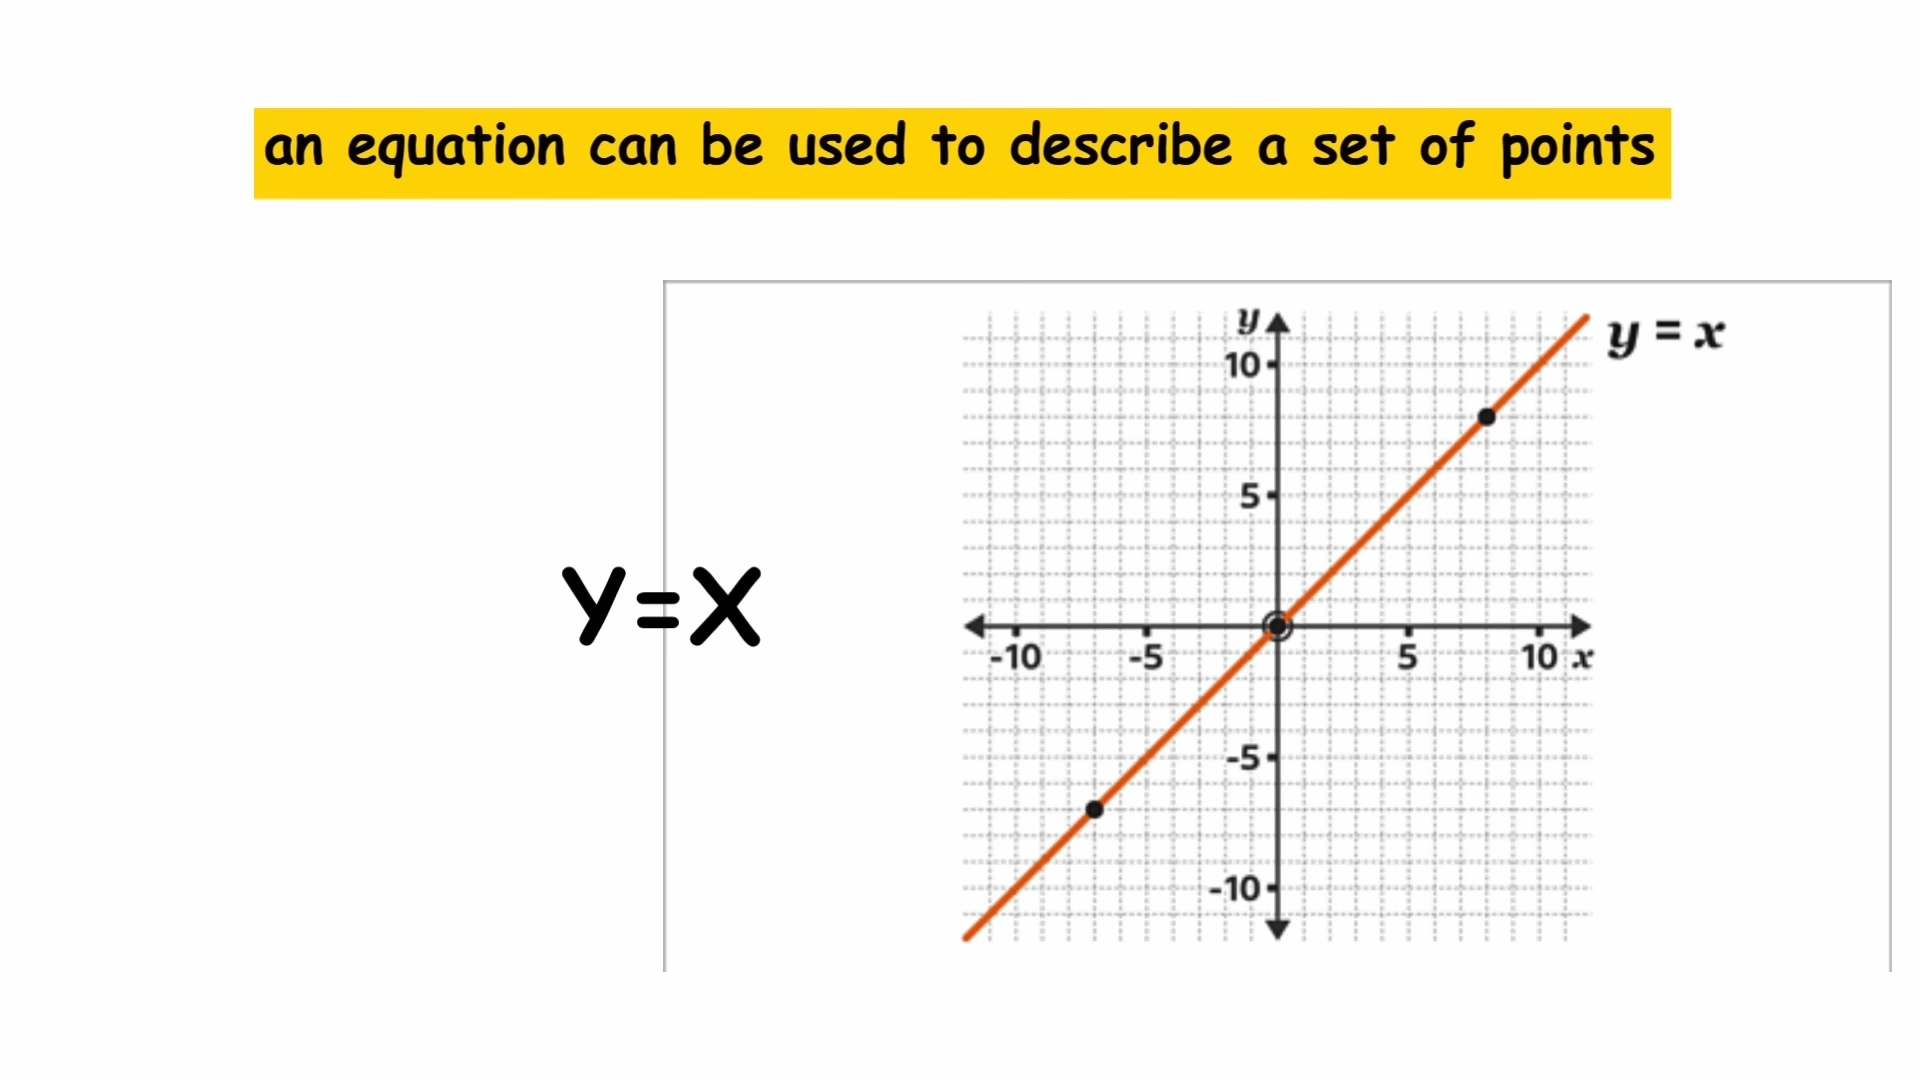 an equation can be used to describe a set of points
y
y = x
10
5
Y=X
-10
-5
5
10
x
-5
-10